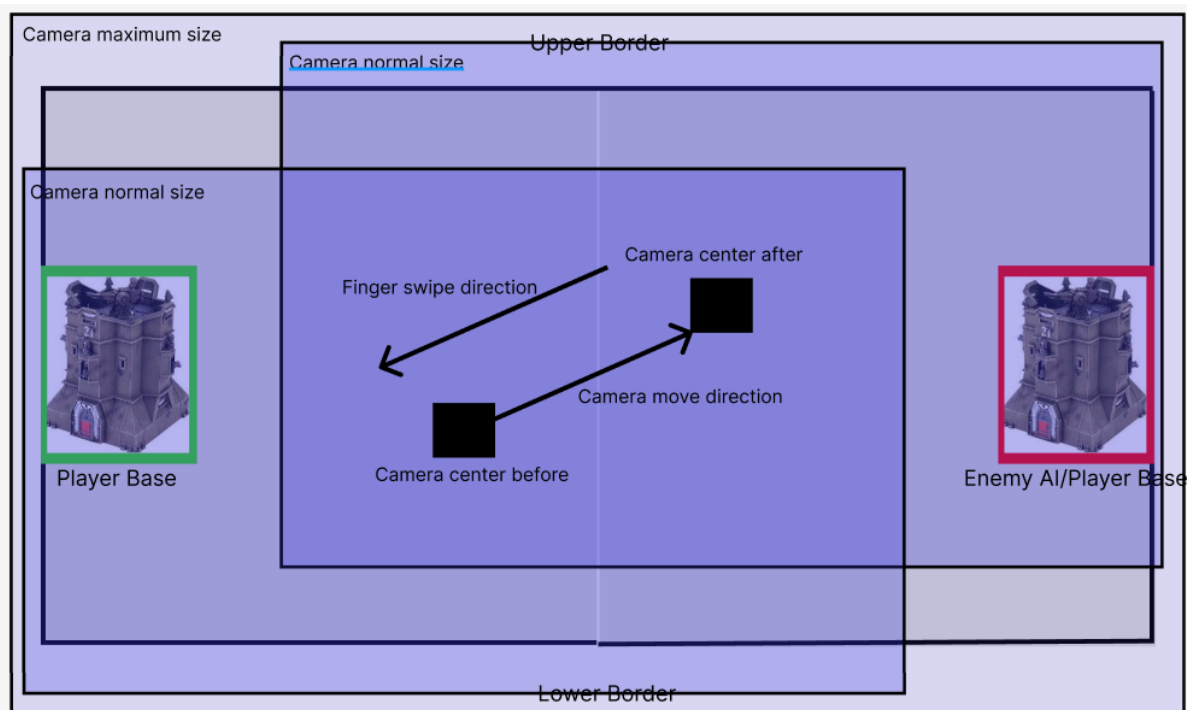 Camera maximum size
Upper Border
Camera normal size
Camera normal size
Camera center after
Finger swipe direction
Camera move direction
Camera center before
Player Base
Enemy AI/Player Base
Lower Border